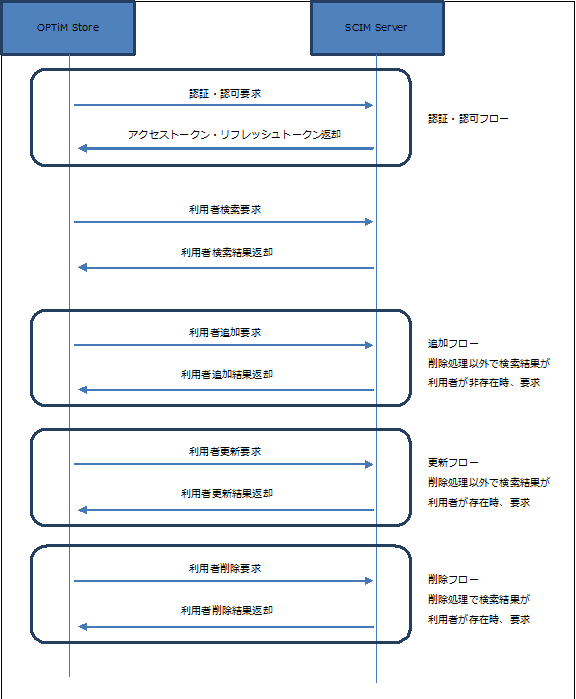 OPTiM Store
SCIM Server
認証・認可要求
認証・認可フロー
アクセストークン・リフレッシュトークン返却
利用者検索要求
利用者検索結果返却
利用者追加要求
利用者追加結果返却
追加フロー
削除処理以外で検索結果が
利用者が非存在時、要求
利用者更新要求
利用者更新結果返却
更新フロー
削除処理以外で検索結果が
利用者が存在時、要求
利用者削除要求
利用者削除結果返却
削除フロー
削除処理で検索結果が
利用者が存在時、要求